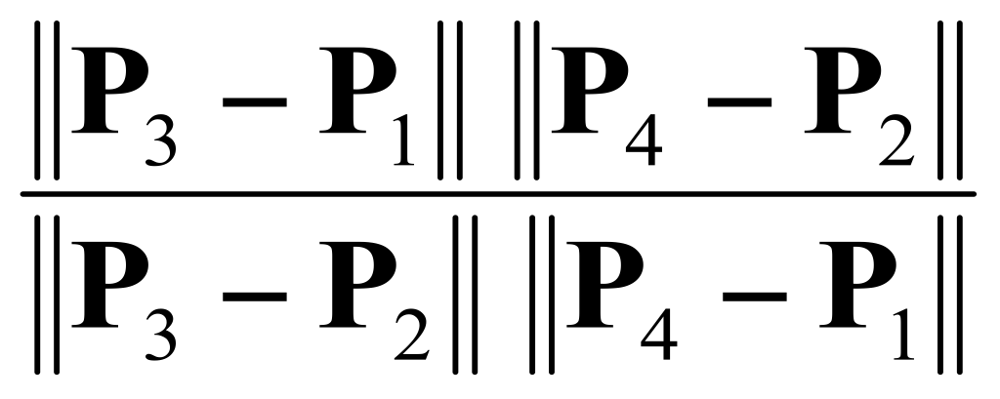 ‖P₃ − P₁‖ ‖P₄ − P₂‖
‖P₃ − P₂‖ ‖P₄ − P₁‖